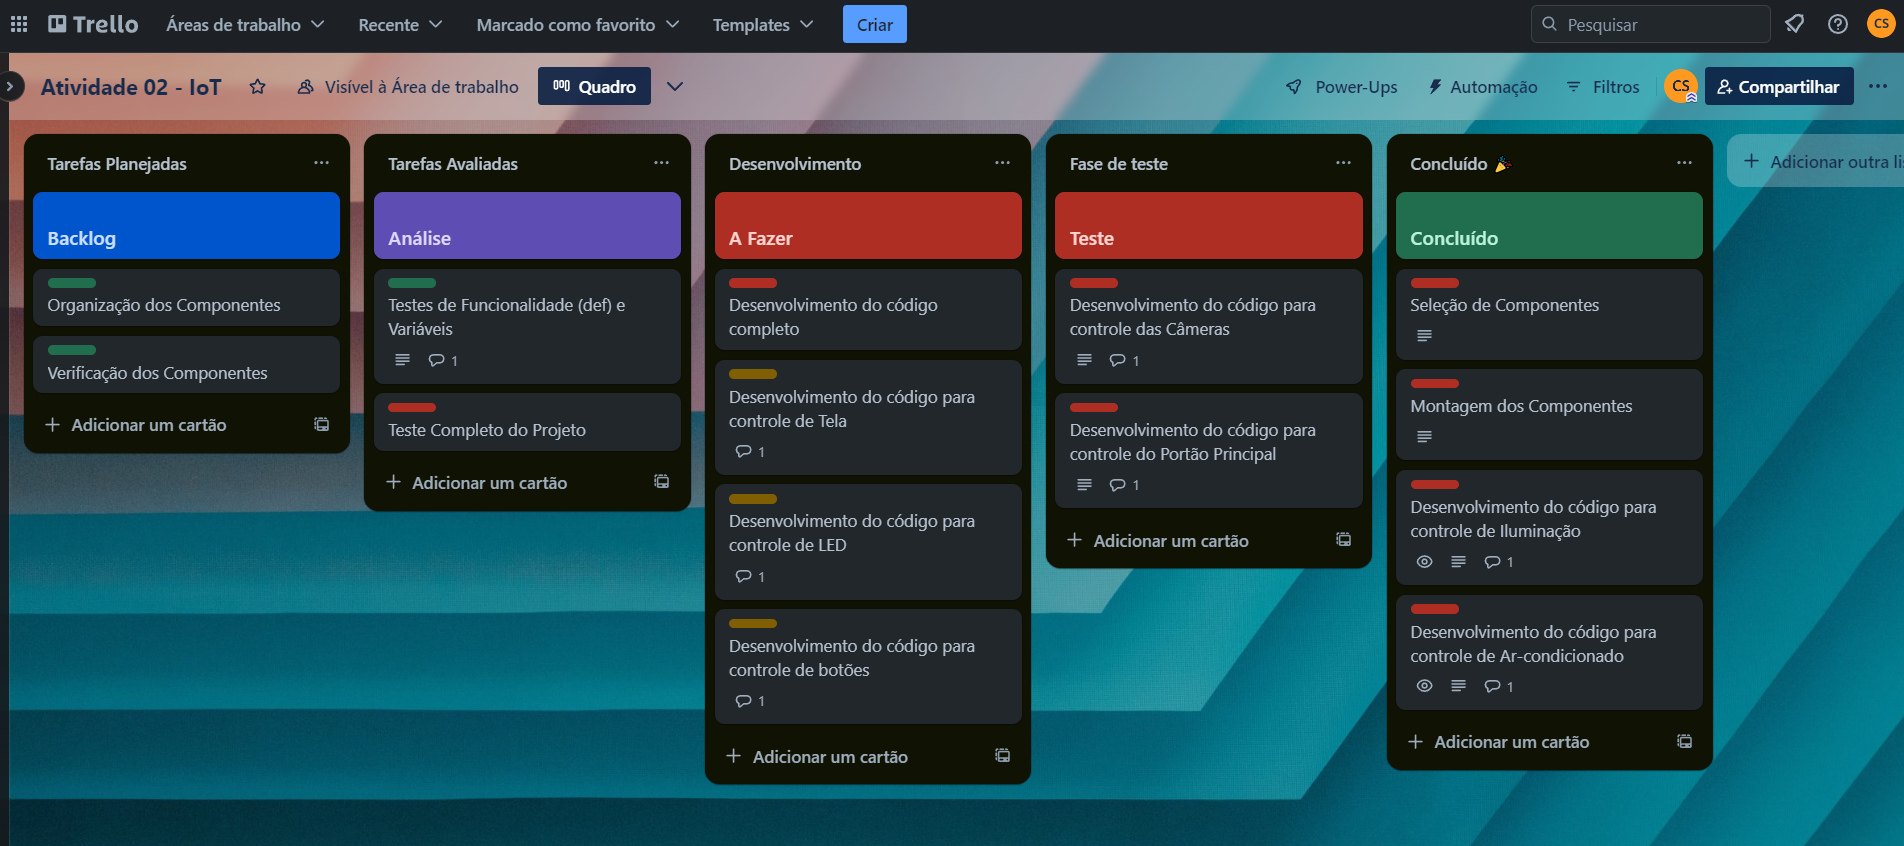 Trello
Áreas de trabalho
Recente
Marcado como favorito
Templates
Criar
Pesquisar
CS
Atividade 02 - IoT
Visível à Área de trabalho
Quadro
Power-Ups
Automação
Filtros
CS
Compartilhar
Tarefas Planejadas
Backlog
Organização dos Componentes
Verificação dos Componentes
Adicionar um cartão
Tarefas Avaliadas
Análise
Testes de Funcionalidade (def) e
Variáveis
1
Teste Completo do Projeto
Adicionar um cartão
Desenvolvimento
A Fazer
Desenvolvimento do código
completo
Desenvolvimento do código para
controle de Tela
1
Desenvolvimento do código para
controle de LED
1
Desenvolvimento do código para
controle de botões
1
Adicionar um cartão
Fase de teste
Teste
Desenvolvimento do código para
controle das Câmeras
1
Desenvolvimento do código para
controle do Portão Principal
1
Adicionar um cartão
Concluído 🎉
Concluído
Seleção de Componentes
Montagem dos Componentes
Desenvolvimento do código para
controle de Iluminação
1
Desenvolvimento do código para
controle de Ar-condicionado
1
Adicionar um cartão
Adicionar outra li